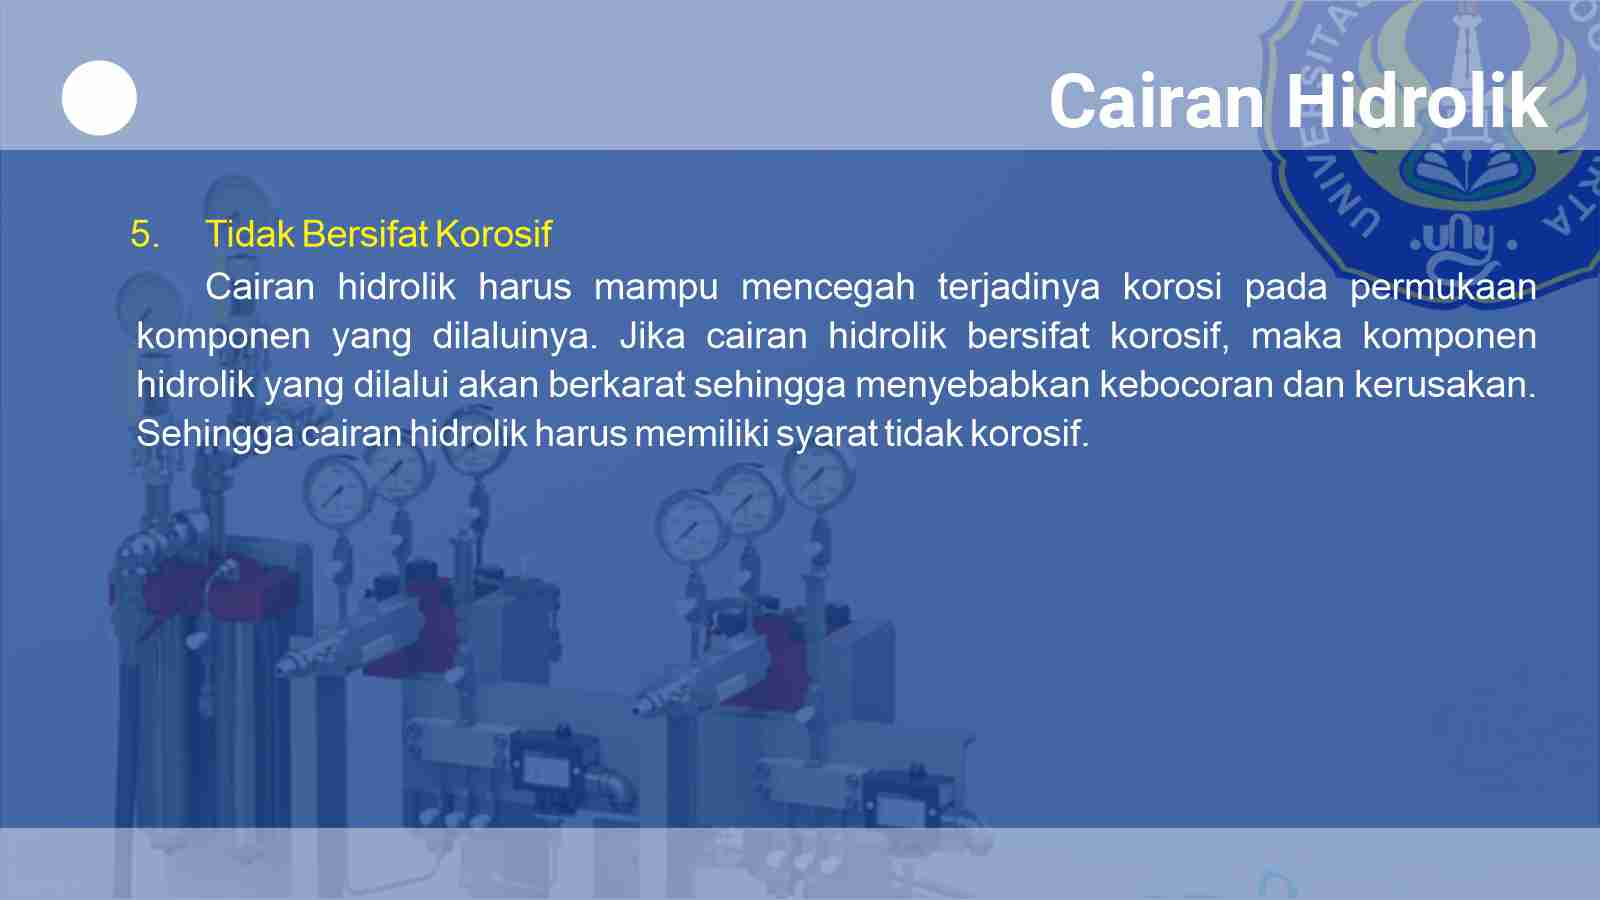 Cairan Hidrolik
5. Tidak Bersifat Korosif
Cairan hidrolik harus mampu mencegah terjadinya korosi pada permukaan
komponen yang dilaluinya. Jika cairan hidrolik bersifat korosif, maka komponen
hidrolik yang dilalui akan berkarat sehingga menyebabkan kebocoran dan kerusakan.
Sehingga cairan hidrolik harus memiliki syarat tidak korosif.
UNIVERSITAS
uny